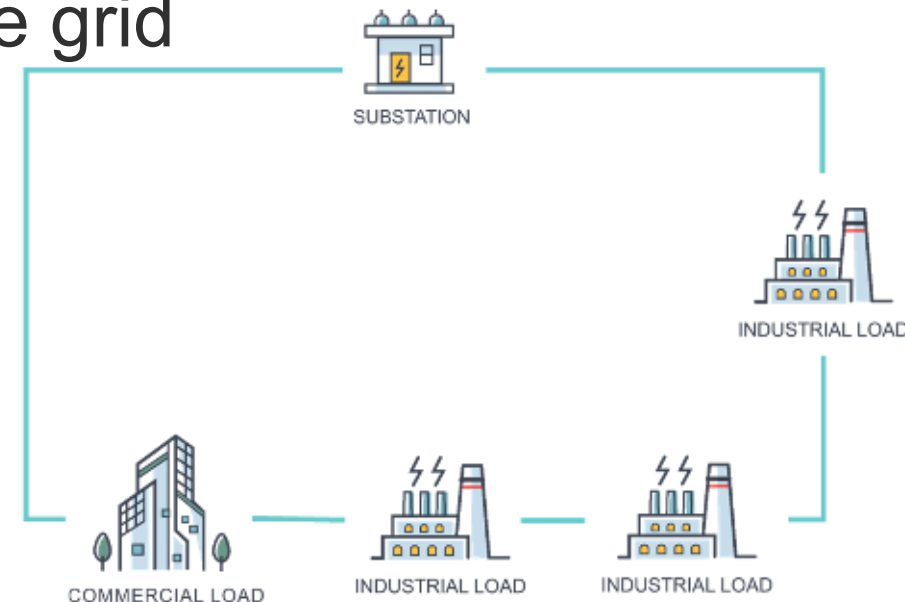 e grid
SUBSTATION
INDUSTRIAL LOAD
COMMERCIAL LOAD
INDUSTRIAL LOAD
INDUSTRIAL LOAD